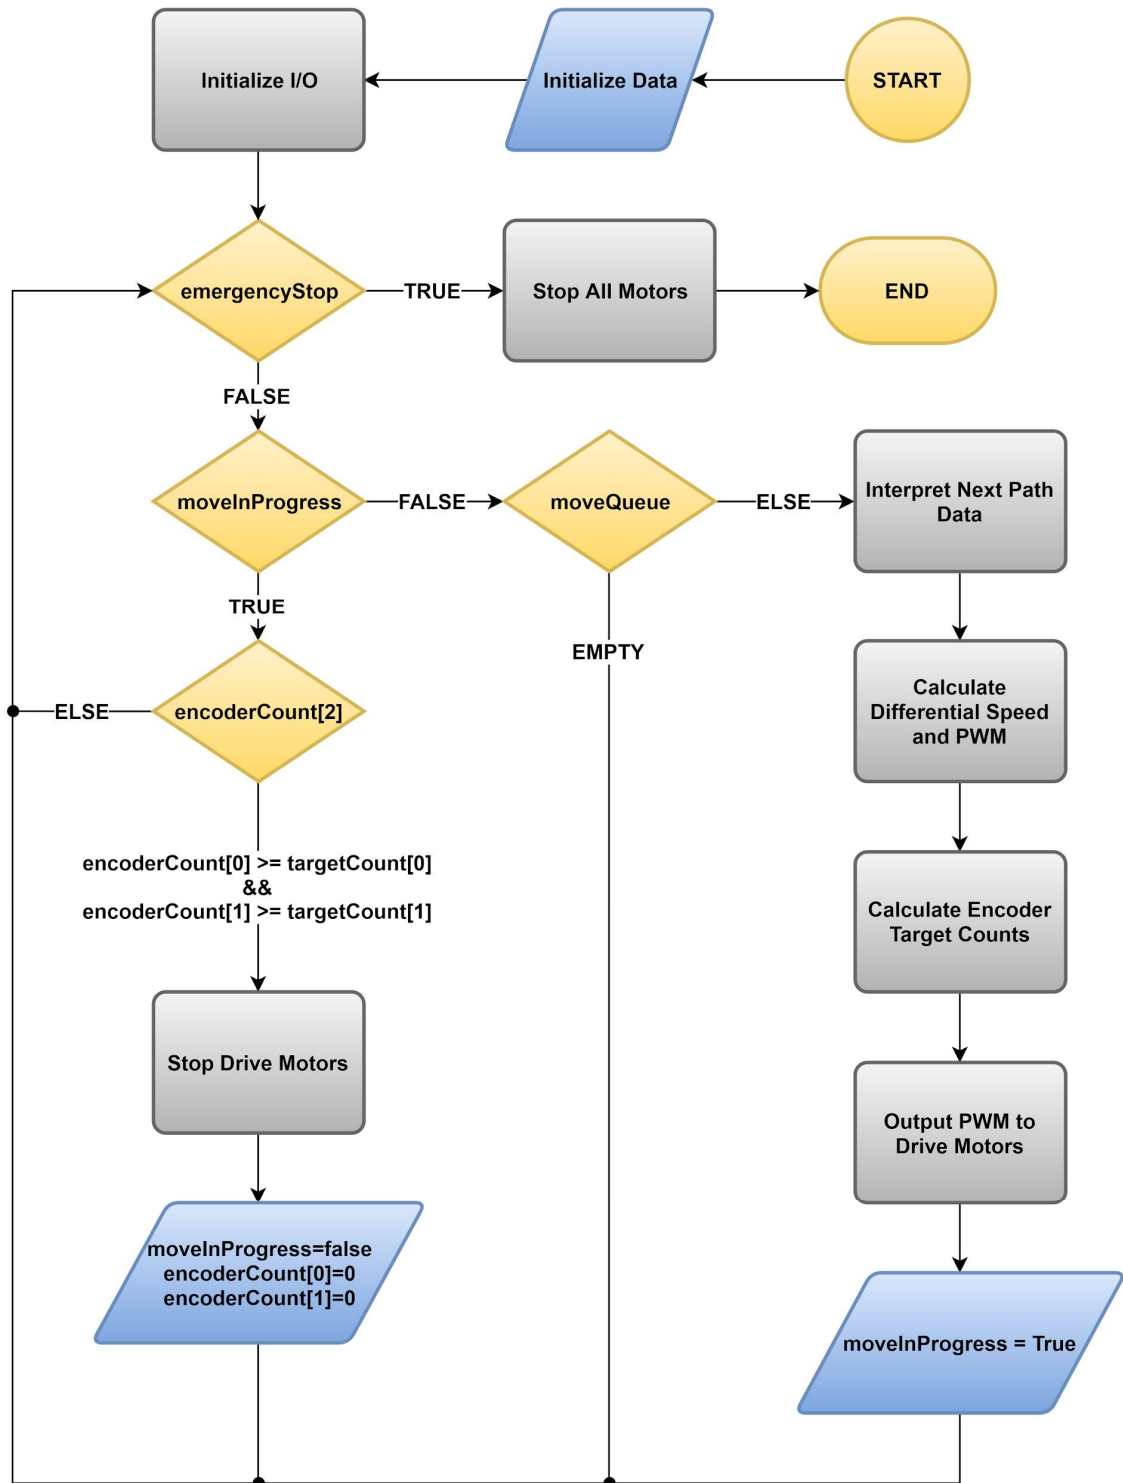 Initialize I/O
Initialize Data
START
emergencyStop
TRUE
Stop All Motors
END
FALSE
moveInProgress
FALSE
moveQueue
ELSE
Interpret Next Path
Data
TRUE
EMPTY
ELSE
encoderCount[2]
Calculate
Differential Speed
and PWM
encoderCount[0] >= targetCount[0]
&&
encoderCount[1] >= targetCount[1]
Calculate Encoder
Target Counts
Stop Drive Motors
Output PWM to
Drive Motors
moveInProgress=false
encoderCount[0]=0
encoderCount[1]=0
moveInProgress = True